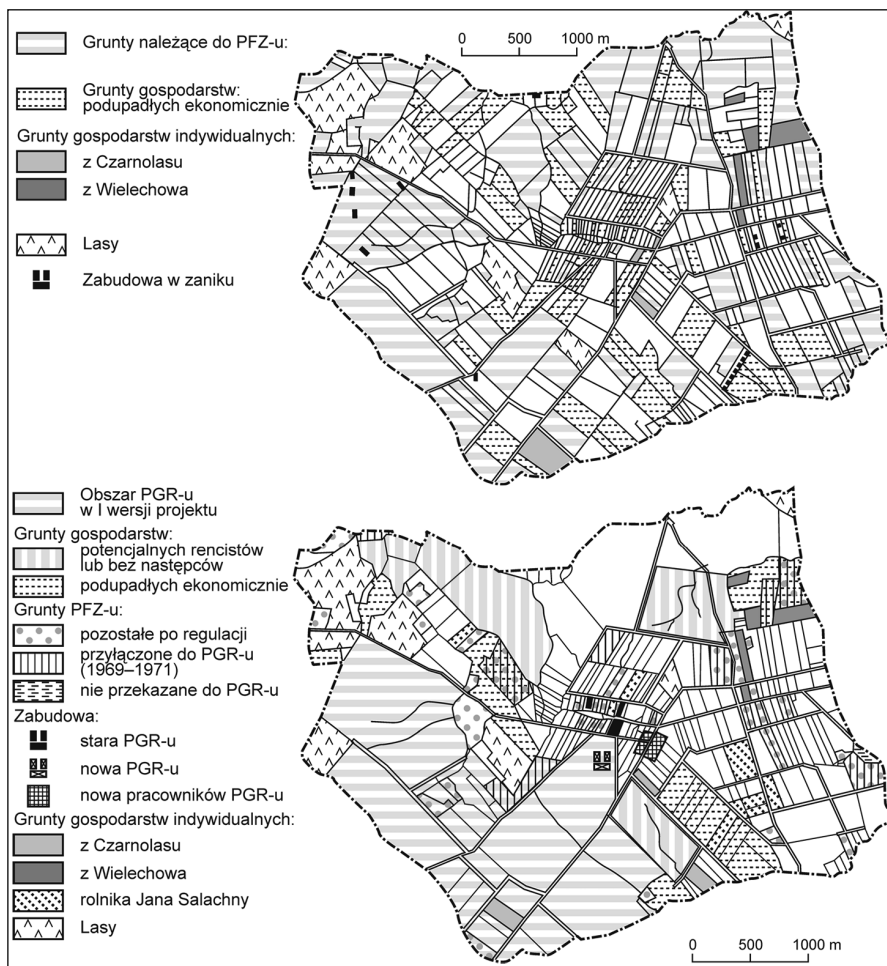 Grunty należące do PFZ-u:
Grunty gospodarstw:
podupadłych ekonomicznie
Grunty gospodarstw indywidualnych:
z Czarnolasu
z Wielechowa
Lasy
Zabudowa w zaniku
0 500 1000 m
Obszar PGR-u
w I wersji projektu
Grunty gospodarstw:
potencjalnych rencistów
lub bez następców
podupadłych ekonomicznie
Grunty PFZ-u:
pozostałe po regulacji
przyłączone do PGR-u
(1969–1971)
nie przekazane do PGR-u
Zabudowa:
stara PGR-u
nowa PGR-u
nowa pracowników PGR-u
Grunty gospodarstw indywidualnych:
z Czarnolasu
z Wielechowa
rolnika Jana Salachny
Lasy
0 500 1000 m